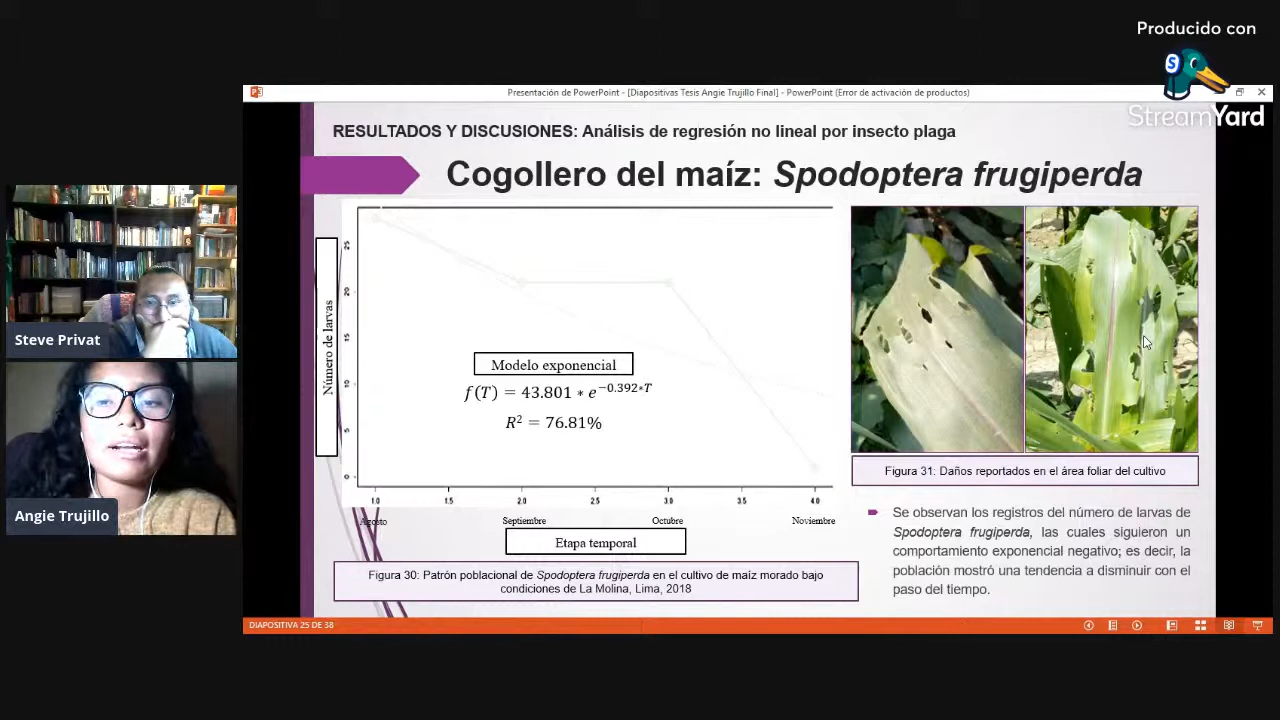 Producido con
S
StreamYard
Presentación de PowerPoint - [Diapositivas Tesis Angie Trujillo Final] - PowerPoint (Error de activación de productos)
RESULTADOS Y DISCUSIONES: Análisis de regresión no lineal por insecto plaga
Cogollero del maíz: Spodoptera frugiperda
Número de larvas
25
20
15
10
5
0
Modelo exponencial
f(T) = 43.801 * e^−0.392*T
R² = 76.81%
1.0 1.5 2.0 2.5 3.0 3.5 4.0
Agosto Septiembre Octubre Noviembre
Etapa temporal
Figura 30: Patrón poblacional de Spodoptera frugiperda en el cultivo de maíz morado bajo
condiciones de La Molina, Lima, 2018
Figura 31: Daños reportados en el área foliar del cultivo
Se observan los registros del número de larvas de
Spodoptera frugiperda, las cuales siguieron un
comportamiento exponencial negativo; es decir, la
población mostró una tendencia a disminuir con el
paso del tiempo.
Steve Privat
Angie Trujillo
DIAPOSITIVA 25 DE 38